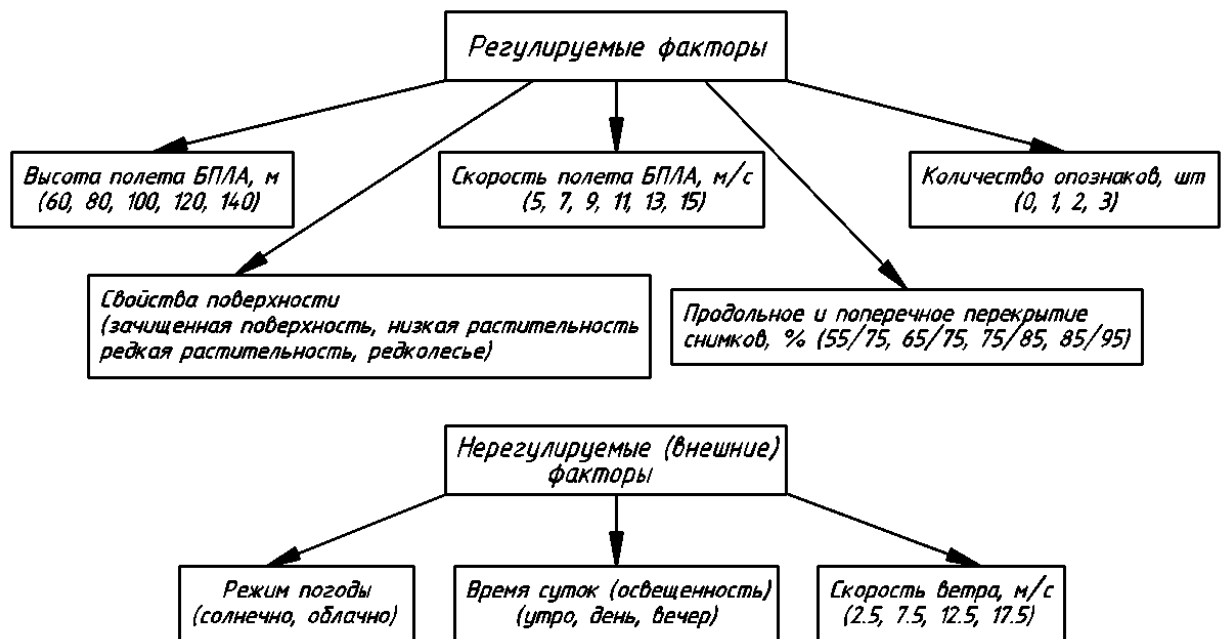 Регулируемые факторы
Высота полета БПЛА, м
(60, 80, 100, 120, 140)
Скорость полета БПЛА, м/с
(5, 7, 9, 11, 13, 15)
Количество опознаков, шт
(0, 1, 2, 3)
Свойства поверхности
(зачищенная поверхность, низкая растительность
редкая растительность, редколесье)
Продольное и поперечное перекрытие
снимков, % (55/75, 65/75, 75/85, 85/95)
Нерегулируемые (внешние)
факторы
Режим погоды
(солнечно, облачно)
Время суток (освещенность)
(утро, день, вечер)
Скорость ветра, м/с
(2.5, 7.5, 12.5, 17.5)